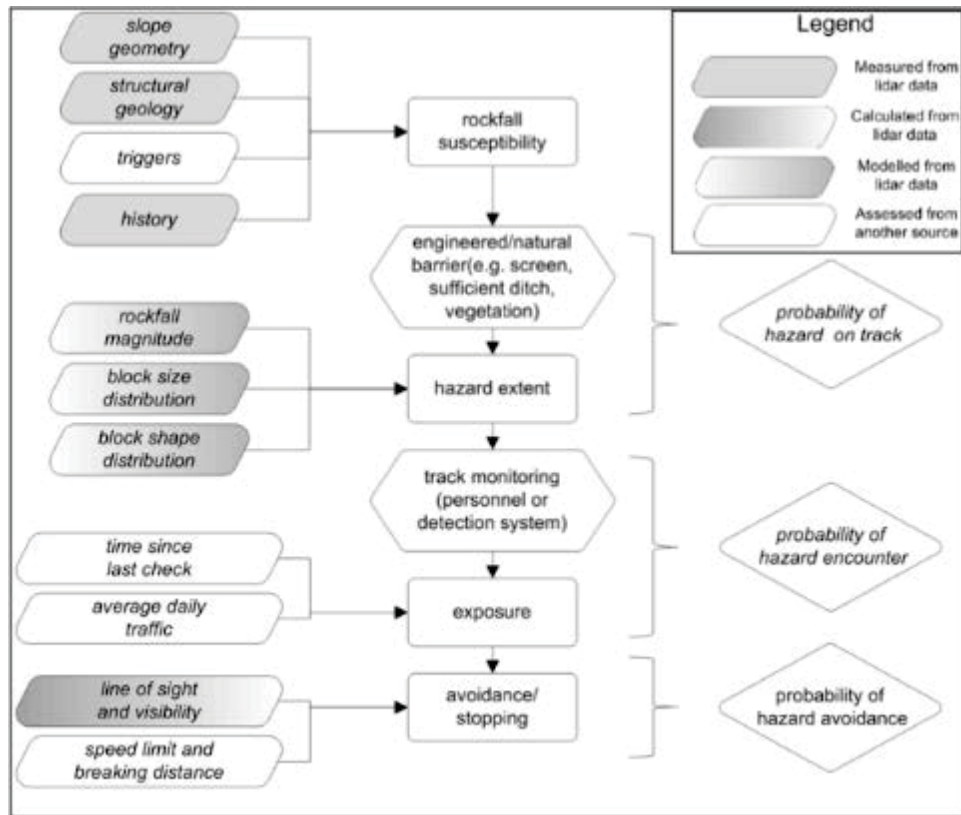 slope
geometry
structural
geology
triggers
history
rockfall
susceptibility
engineered/natural
barrier(e.g. screen,
sufficient ditch,
vegetation)
rockfall
magnitude
block size
distribution
block shape
distribution
hazard extent
track monitoring
(personnel or
detection system)
time since
last check
average daily
traffic
exposure
line of sight
and visibility
speed limit and
breaking distance
avoidance/
stopping
Legend
Measured from
lidar data
Calculated from
lidar data
Modelled from
lidar data
Assessed from
another source
probability of
hazard on track
probability of
hazard encounter
probability of
hazard avoidance